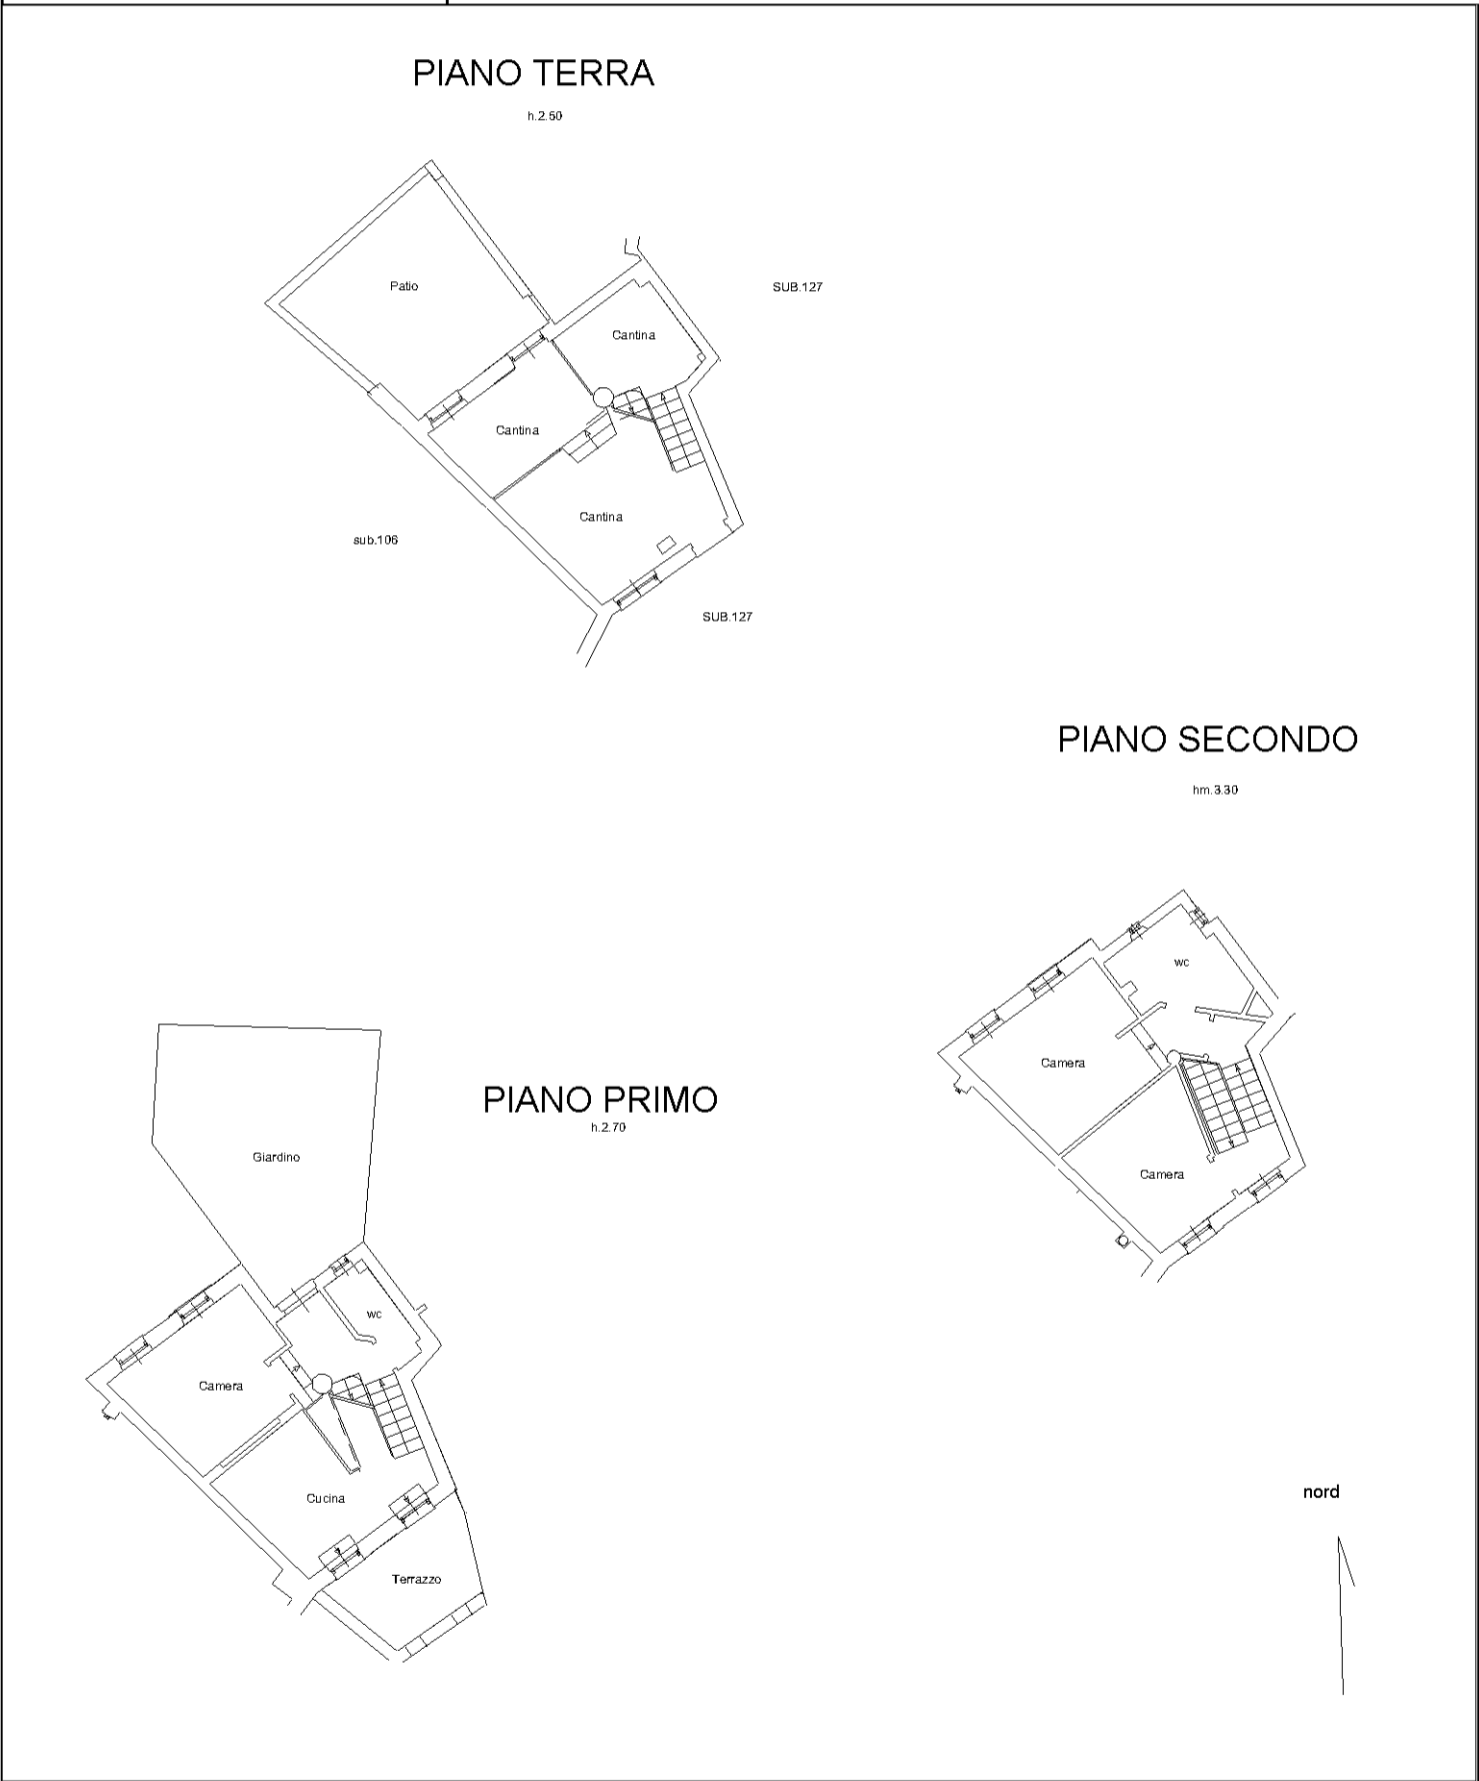 PIANO TERRA
h.2.50
Patio
SUB.127
Cantina
Cantina
Cantina
sub.106
SUB.127
PIANO SECONDO
hm.3.30
wc
Camera
Camera
PIANO PRIMO
h.2.70
Giardino
wc
Camera
Cucina
Terrazzo
nord